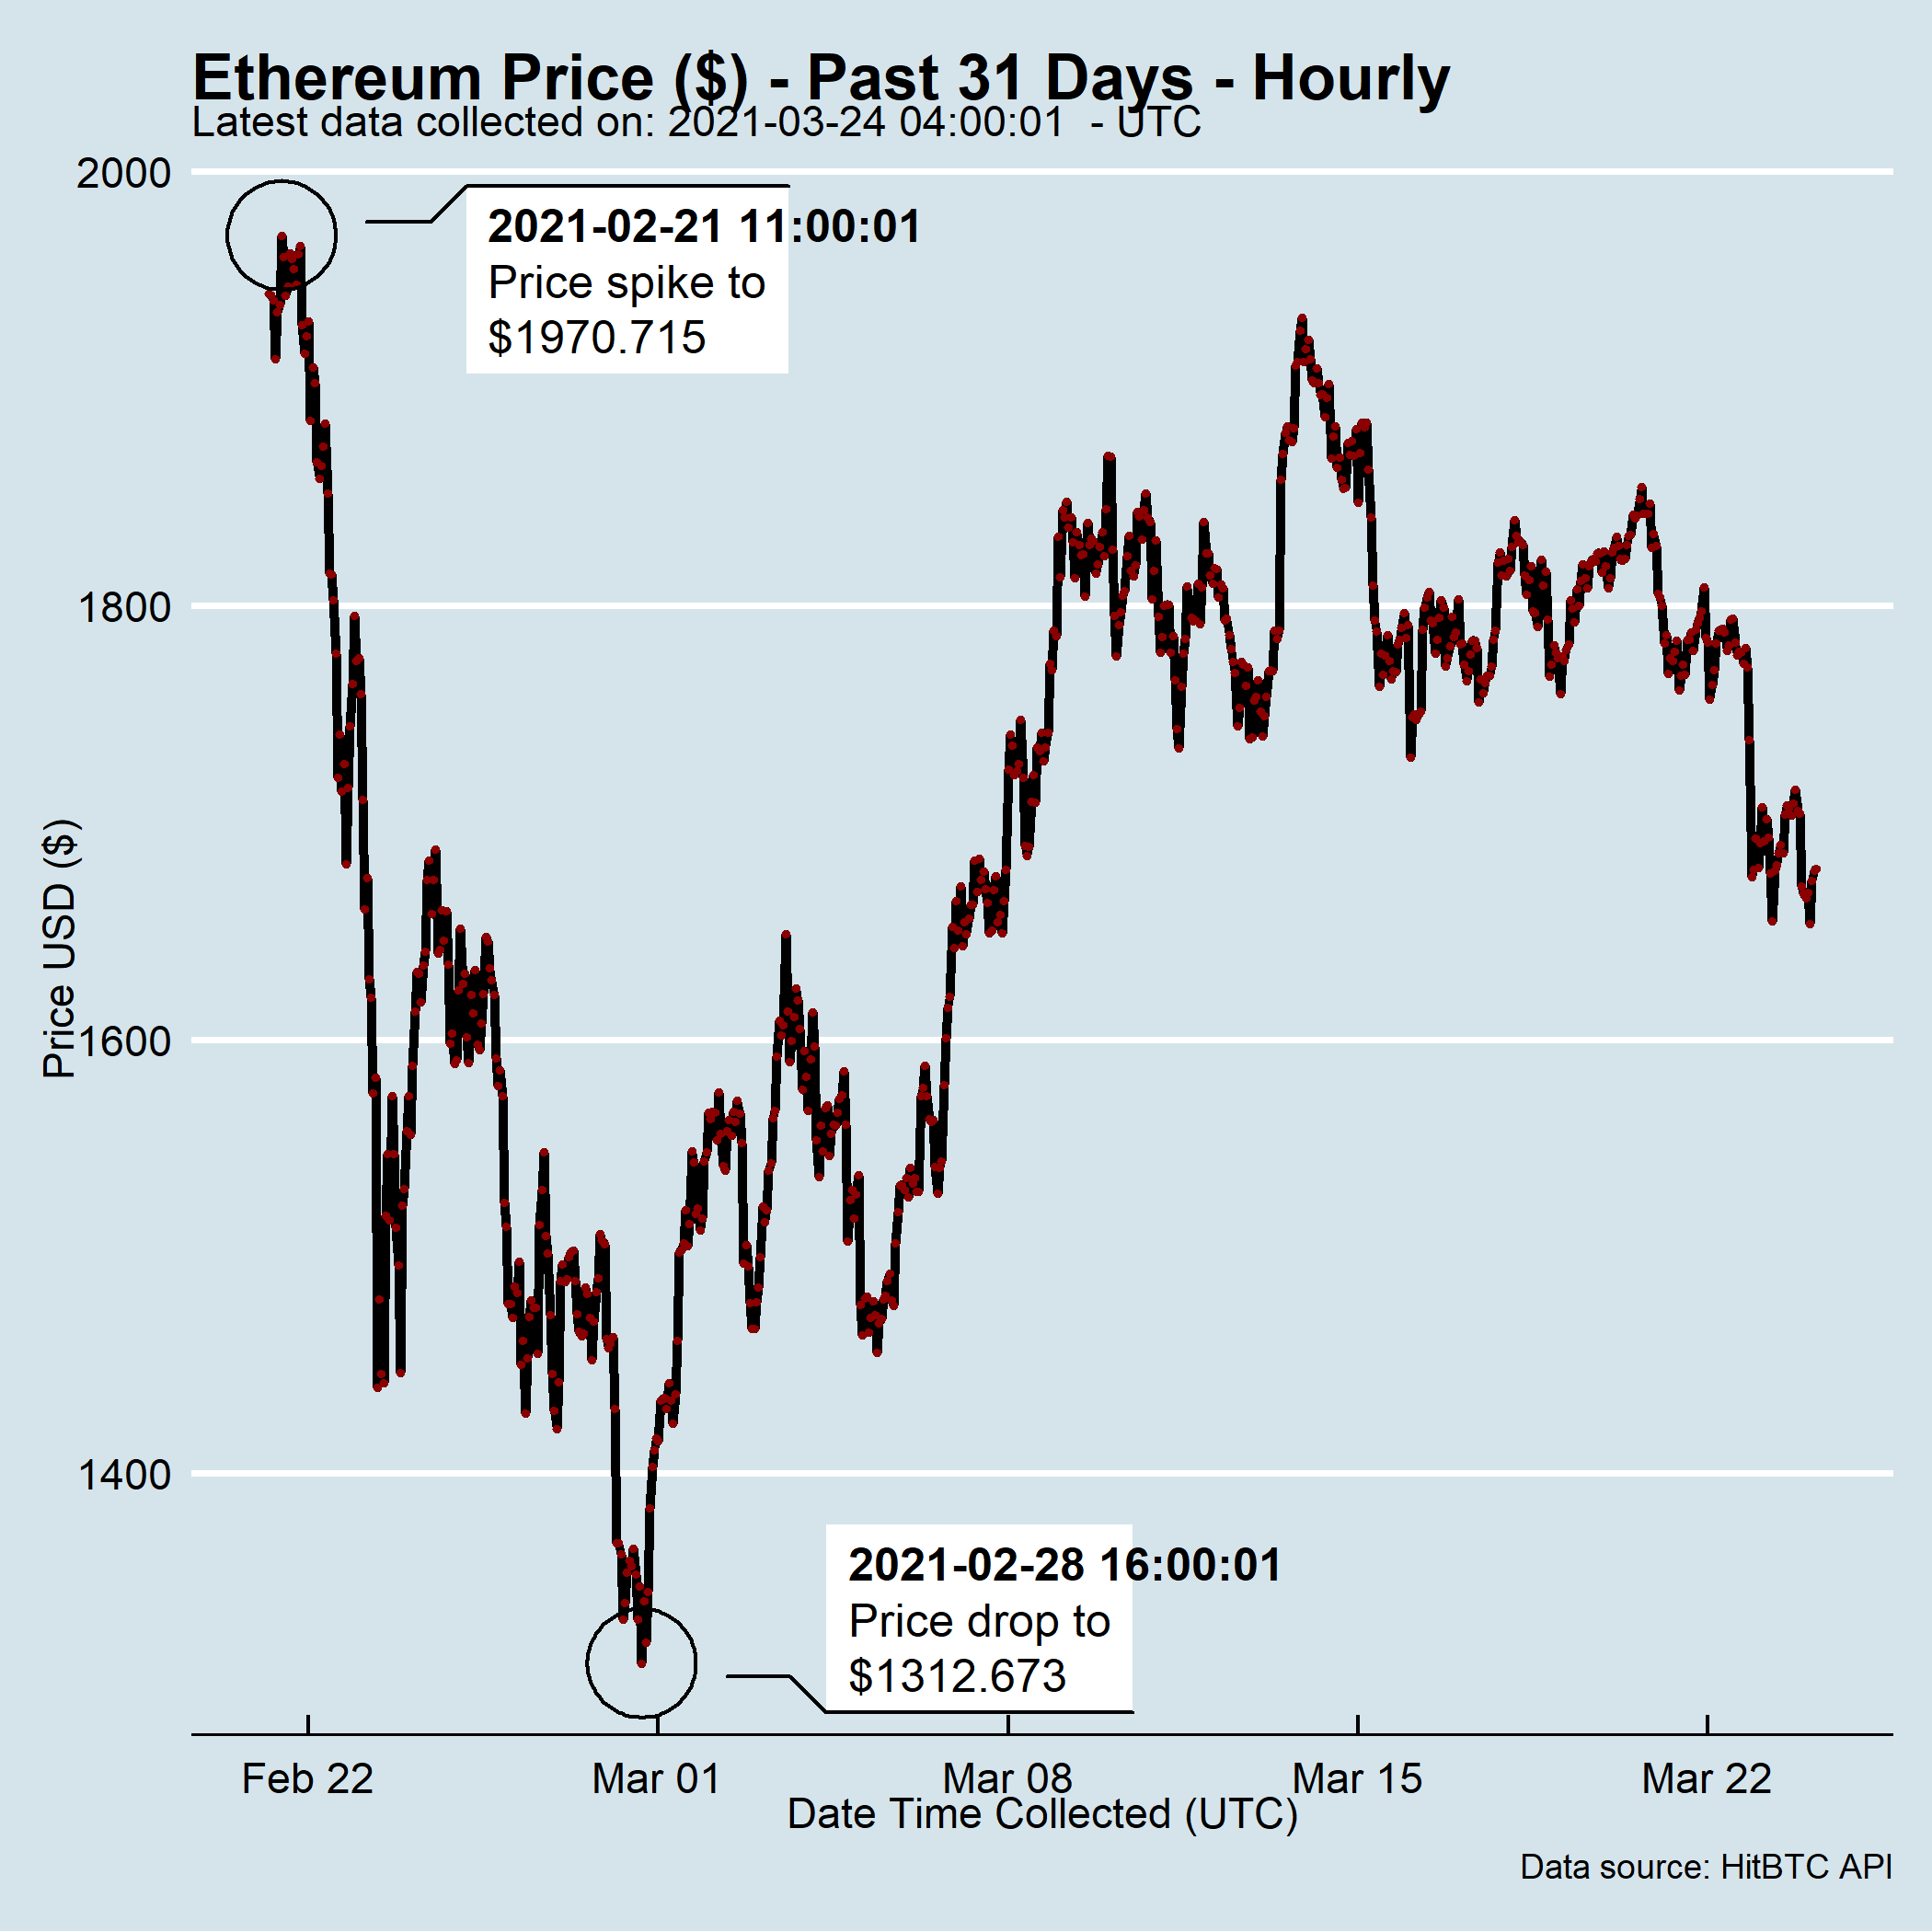 Ethereum Price ($) - Past 31 Days - Hourly
Latest data collected on: 2021-03-24 04:00:01  - UTC
2000
2021-02-21 11:00:01
Price spike to
$1970.715
1800
Price USD ($)
1600
1400
2021-02-28 16:00:01
Price drop to
$1312.673
Feb 22
Mar 01
Mar 08
Mar 15
Mar 22
Date Time Collected (UTC)
Data source: HitBTC API